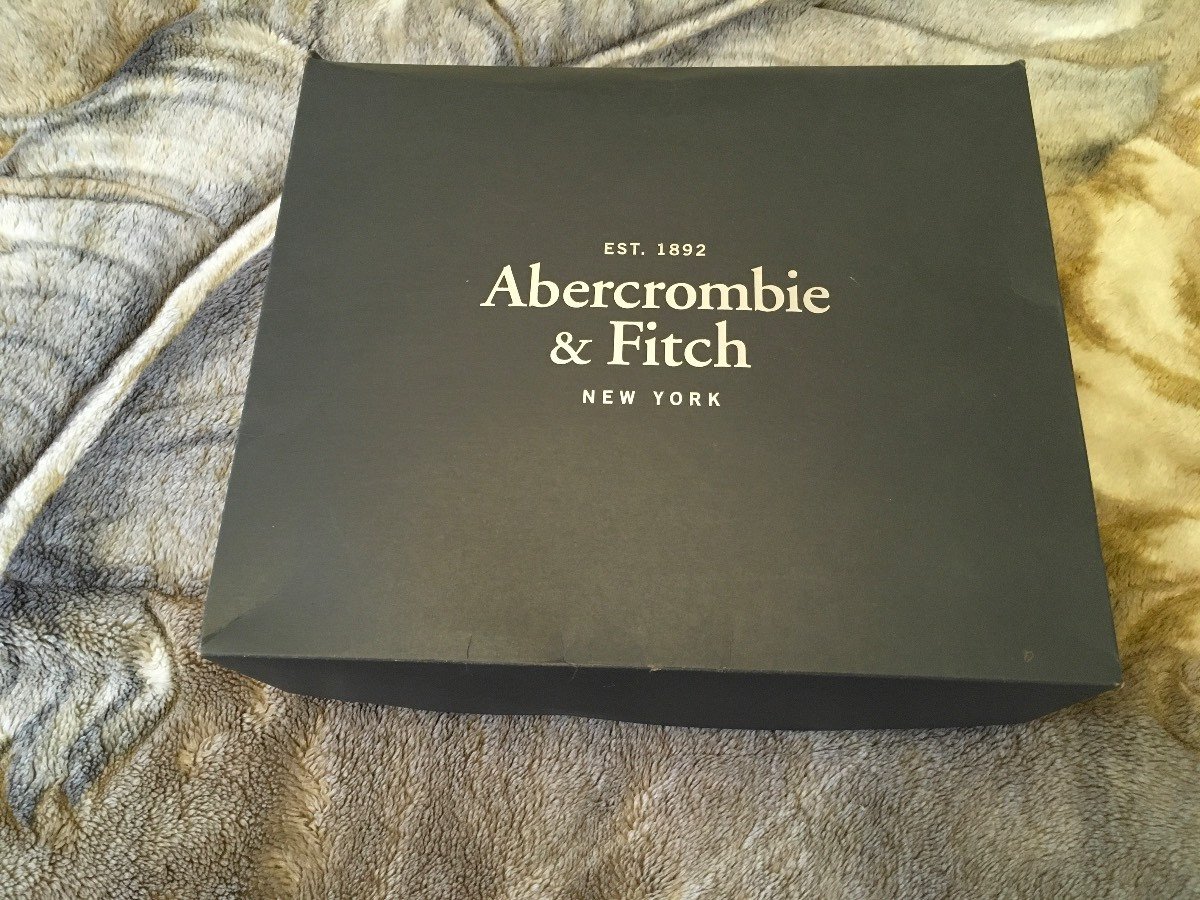 EST. 1892
Abercrombie
& Fitch
NEW YORK